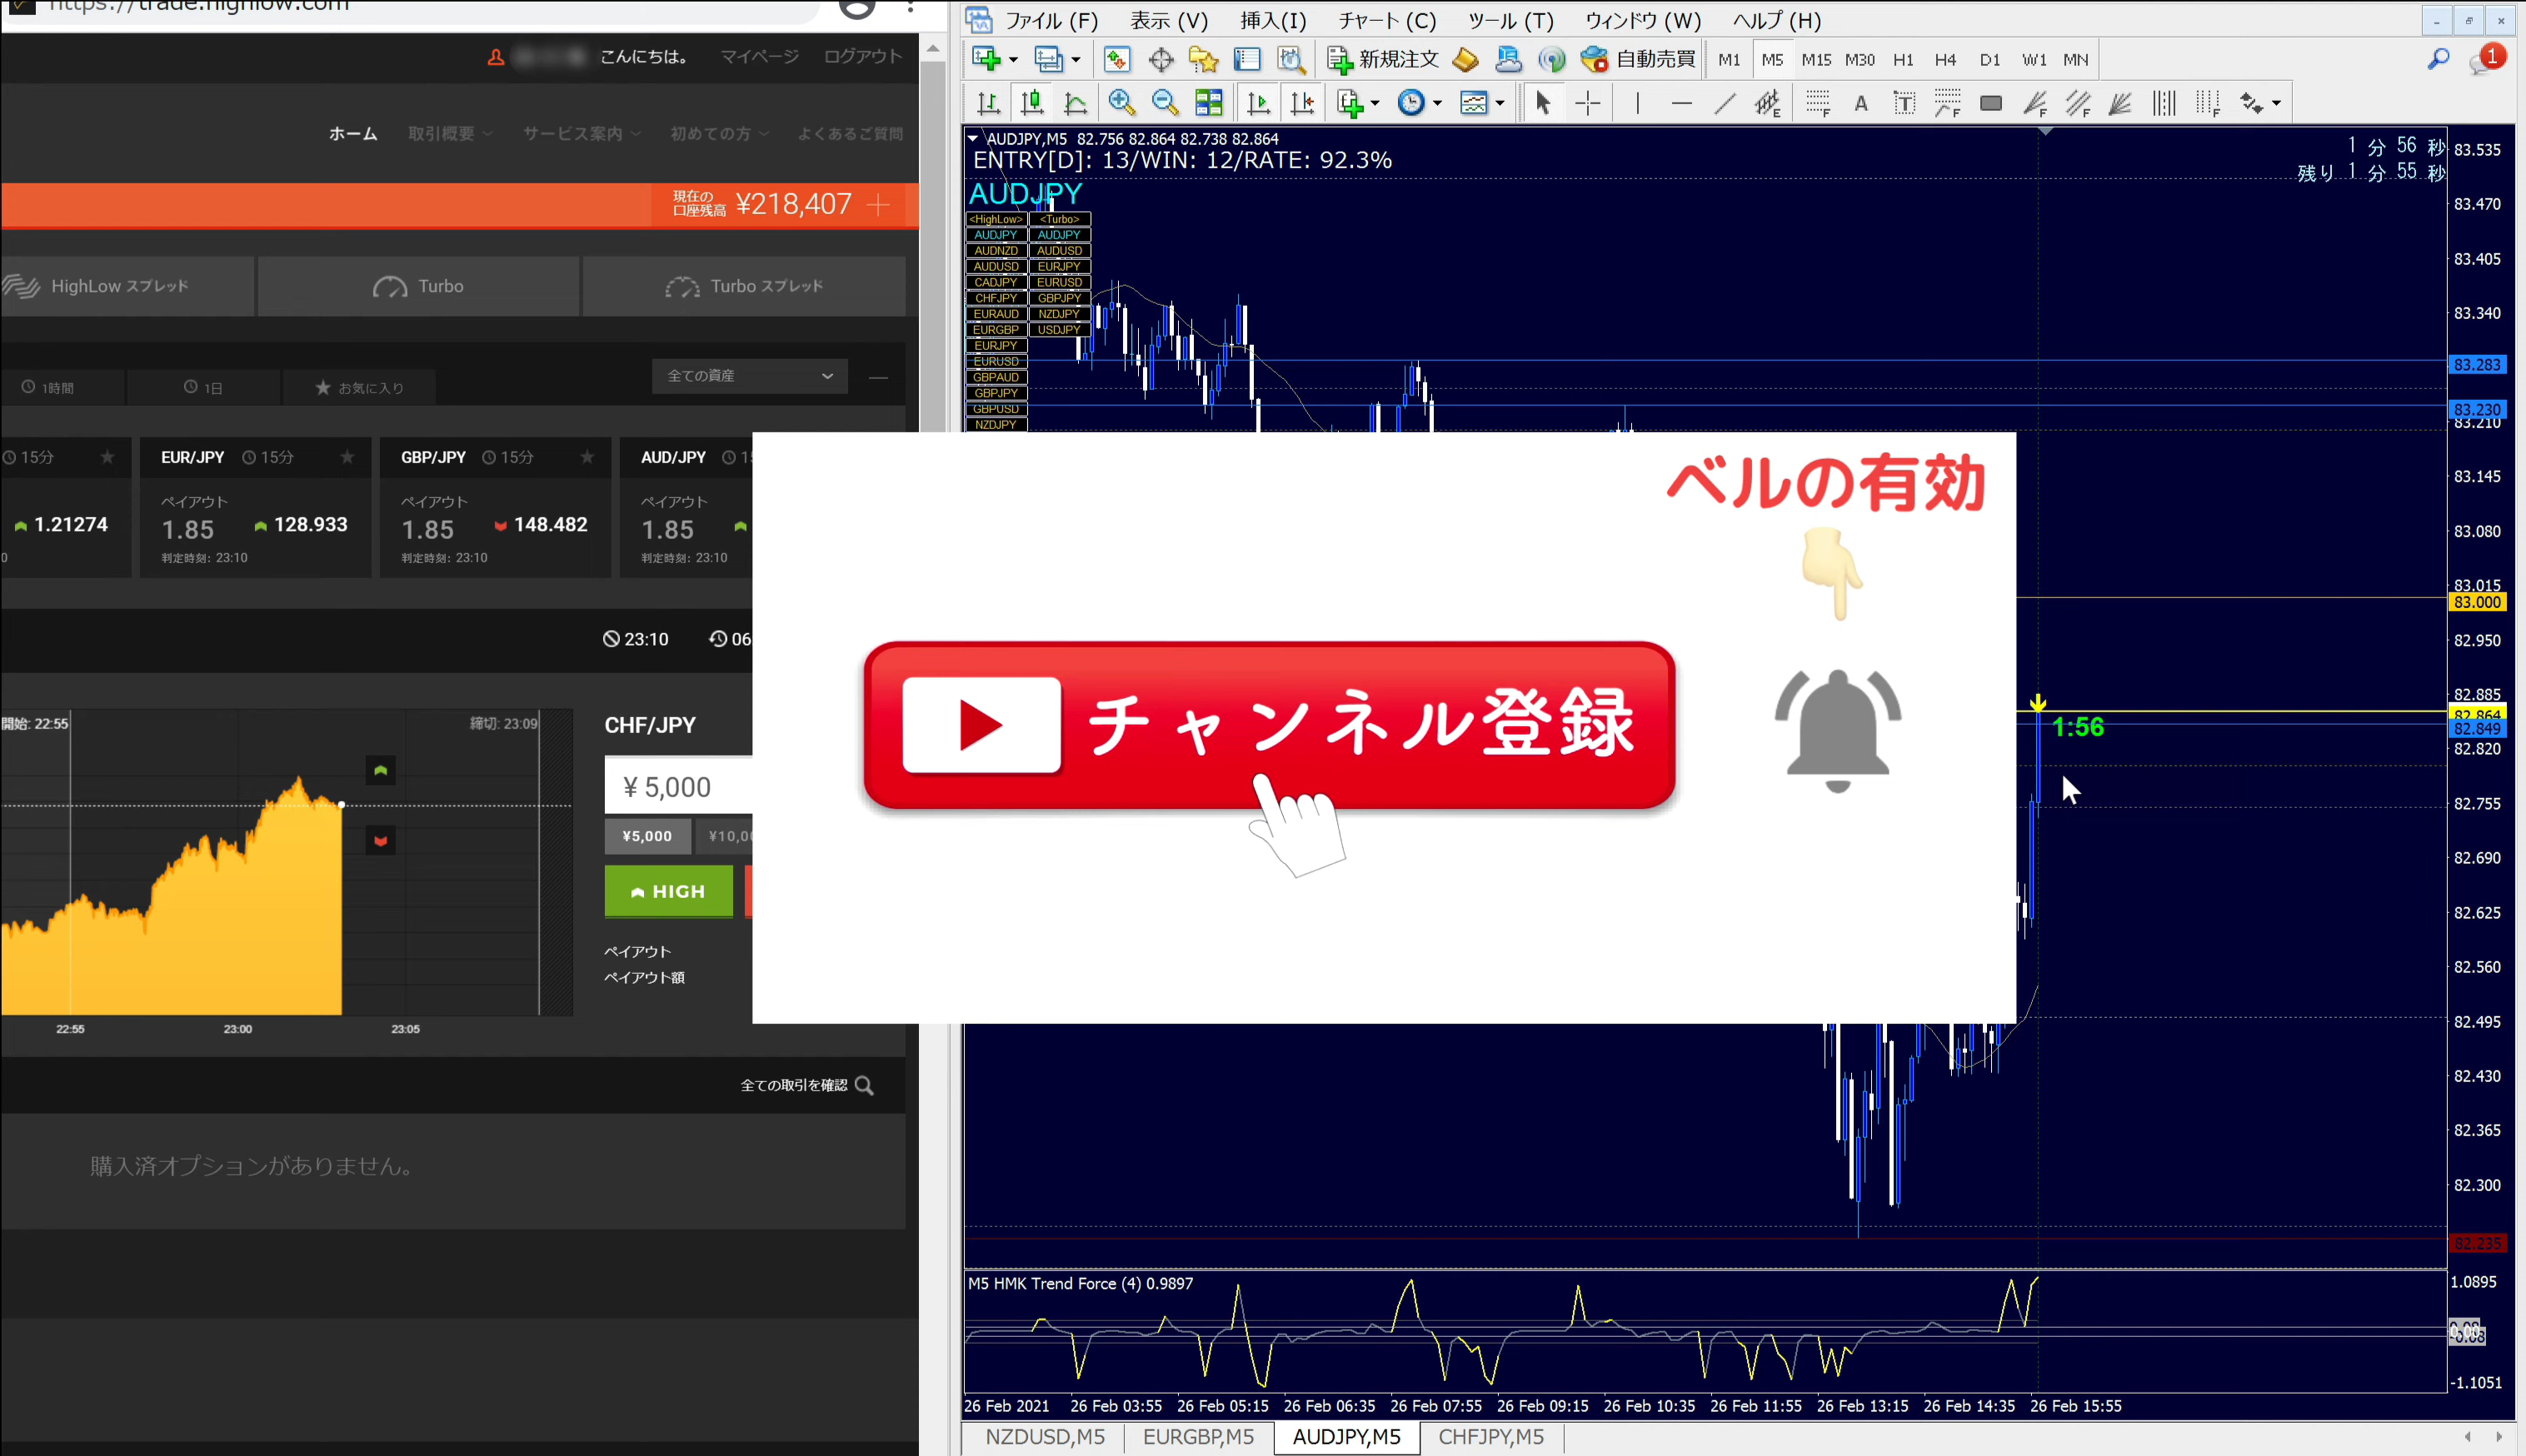 https://trade.highlow.com
こんにちは。 マイページ ログアウト
ホーム 取引概要 サービス案内 初めての方 よくあるご質問
現在の
口座残高 ¥218,407
HighLow スプレッド
Turbo
Turbo スプレッド
1時間
1日
お気に入り
全ての資産
15分
1.21274
EUR/JPY 15分
ペイアウト
1.85 128.933
判定時刻: 23:10
GBP/JPY 15分
ペイアウト
1.85 148.482
判定時刻: 23:10
AUD/JPY
ペイアウト
1.85
判定時刻: 23:10
23:10
06
開始: 22:55
締切: 23:09
22:55 23:00 23:05
CHF/JPY
¥ 5,000
¥5,000
HIGH
ペイアウト
ペイアウト額
全ての取引を確認
購入済オプションがありません。
ベルの有効
チャンネル登録
ファイル (F) 表示 (V) 挿入(I) チャート (C) ツール (T) ウィンドウ (W) ヘルプ (H)
新規注文 自動売買 M1 M5 M15 M30 H1 H4 D1 W1 MN
1
AUDJPY,M5 82.756 82.864 82.738 82.864
ENTRY[D]: 13/WIN: 12/RATE: 92.3%
AUDJPY
1 分 56 秒
残り 1 分 55 秒
<HighLow> <Turbo>
AUDJPY AUDJPY
AUDNZD AUDUSD
AUDUSD EURJPY
CADJPY EURUSD
CHFJPY GBPJPY
EURAUD NZDJPY
EURGBP USDJPY
EURJPY
EURUSD
GBPAUD
GBPJPY
GBPUSD
NZDJPY
1:56
83.535
83.470
83.405
83.340
83.283
83.230
83.210
83.145
83.080
83.015
83.000
82.950
82.885
82.864
82.849
82.820
82.755
82.690
82.625
82.560
82.495
82.430
82.365
82.300
82.235
M5 HMK Trend Force (4) 0.9897
1.0895
-1.1051
26 Feb 2021 26 Feb 03:55 26 Feb 05:15 26 Feb 06:35 26 Feb 07:55 26 Feb 09:15 26 Feb 10:35 26 Feb 11:55 26 Feb 13:15 26 Feb 14:35 26 Feb 15:55
NZDUSD,M5 EURGBP,M5 AUDJPY,M5 CHFJPY,M5